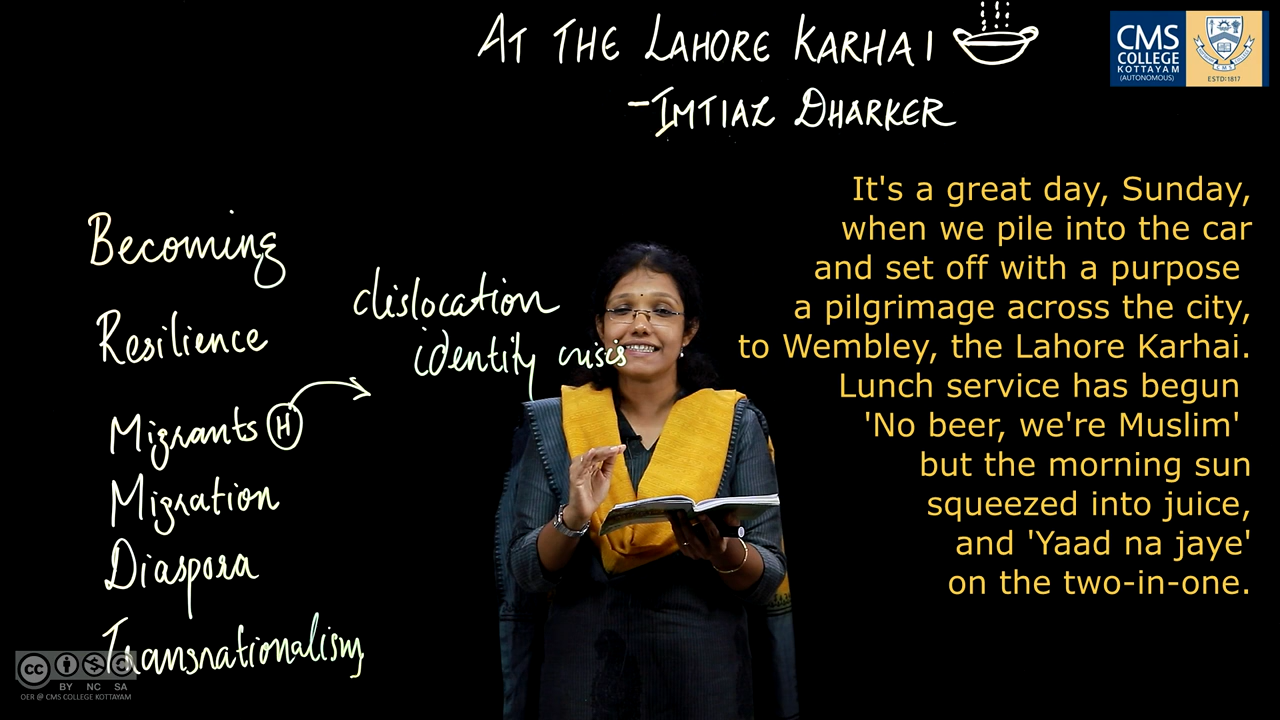 AT THE LAHORE KARHAI
-IMTIAZ DHARKER
CMS
COLLEGE
KOTTAYAM
(AUTONOMOUS)
ESTD:1817
Becoming
Resilience
Migrants H
Migration
Diaspora
Transnationalism
dislocation
identity crisis
It's a great day, Sunday,
when we pile into the car
and set off with a purpose
a pilgrimage across the city,
to Wembley, the Lahore Karhai.
Lunch service has begun
'No beer, we're Muslim'
but the morning sun
squeezed into juice,
and 'Yaad na jaye'
on the two-in-one.
cc
BY NC SA
OER @ CMS COLLEGE KOTTAYAM